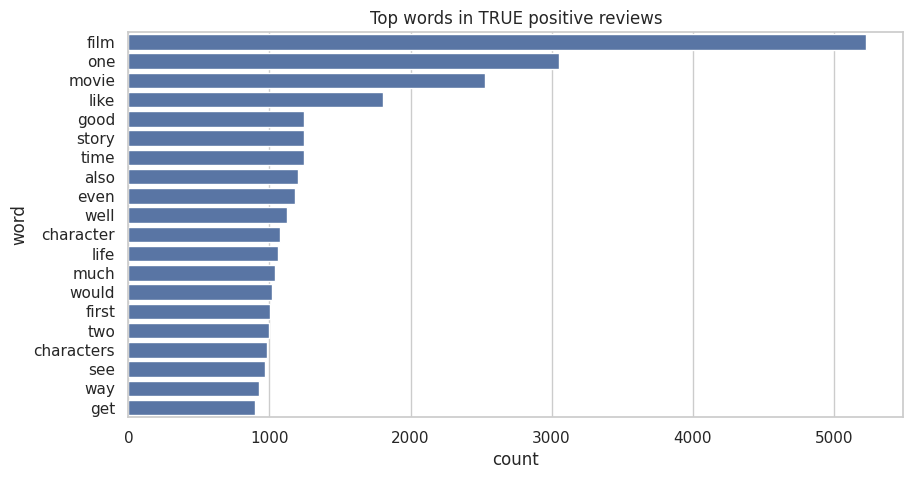 Top words in TRUE positive reviews
word
film
one
movie
like
good
story
time
also
even
well
character
life
much
would
first
two
characters
see
way
get
0 1000 2000 3000 4000 5000
count